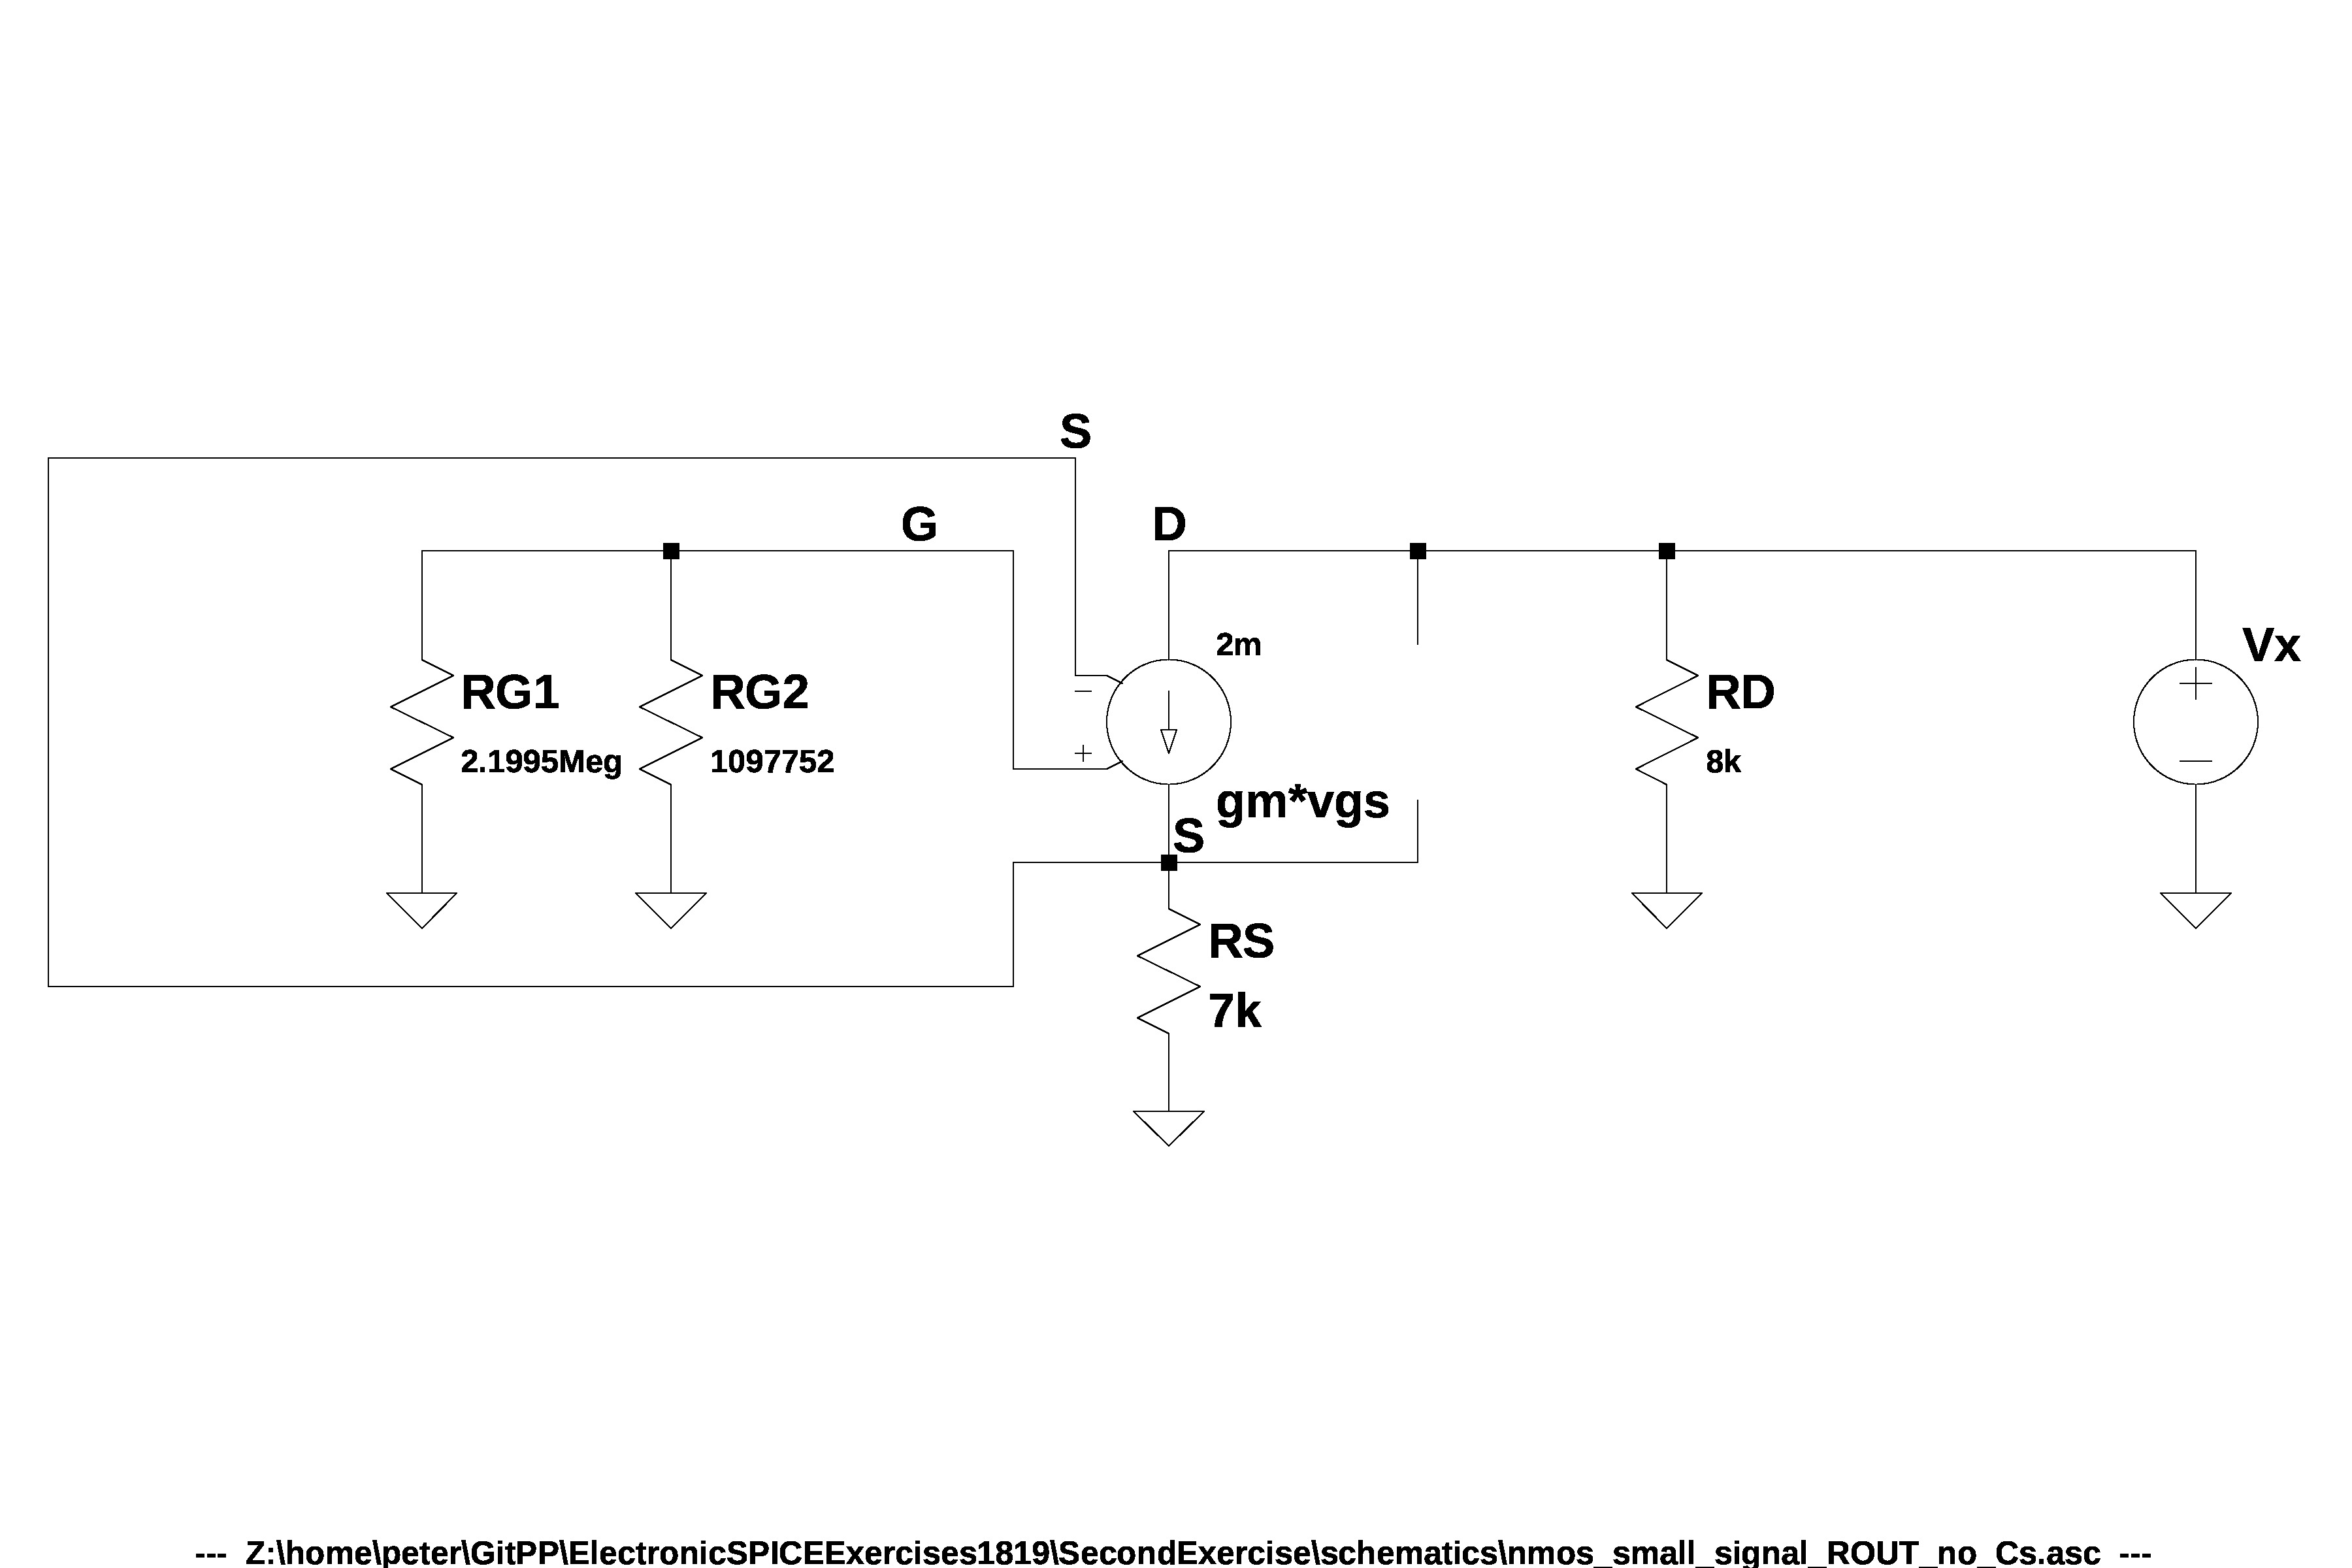 S
G
D
2m
Vx
RG1
RG2
RD
2.1995Meg
1097752
8k
gm*vgs
S
RS
7k
--- Z:\home\peter\GitPP\ElectronicSPICEExercises1819\SecondExercise\schematics\nmos_small_signal_ROUT_no_Cs.asc ---